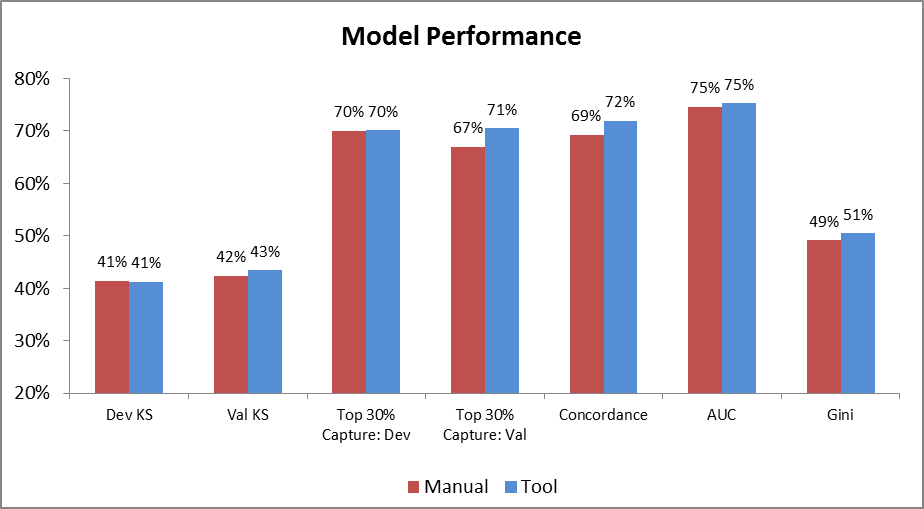 Model Performance
80%
70%
60%
50%
40%
30%
20%
41% 41%
42% 43%
70% 70%
67% 71%
69% 72%
75% 75%
49% 51%
Dev KS
Val KS
Top 30%
Capture: Dev
Top 30%
Capture: Val
Concordance
AUC
Gini
Manual Tool